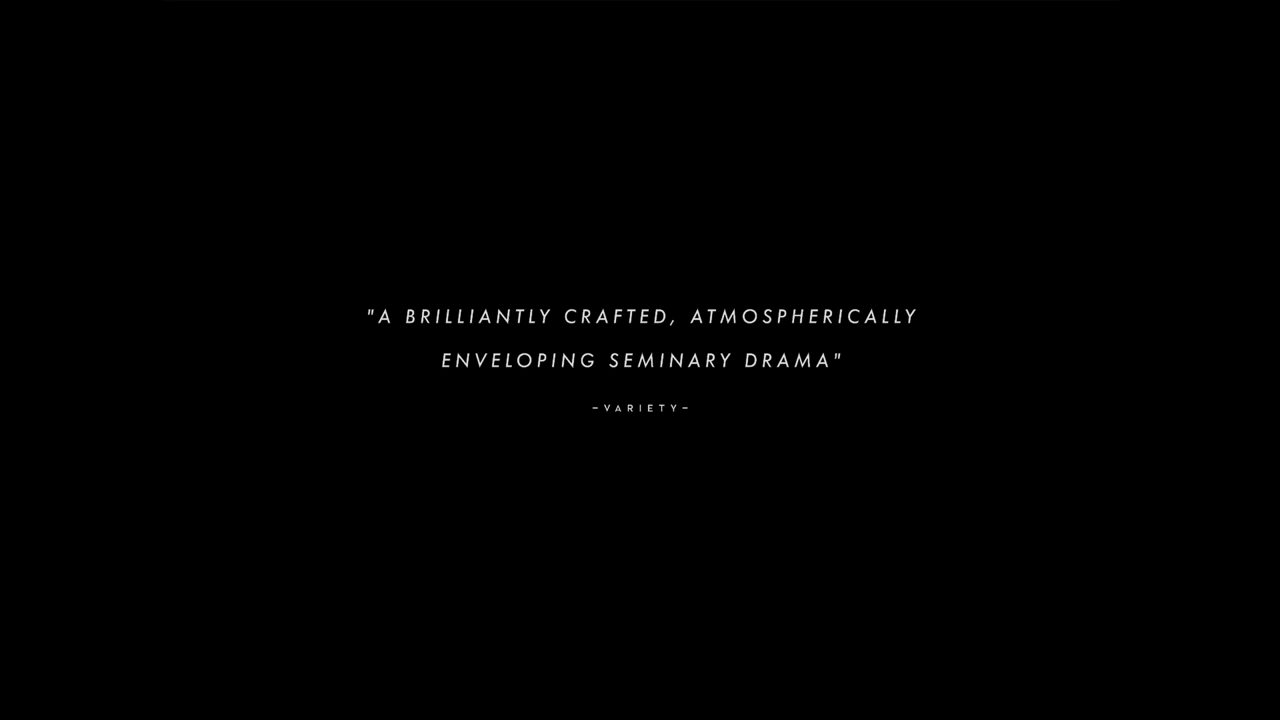 "A BRILLIANTLY CRAFTED, ATMOSPHERICALLY
ENVELOPING SEMINARY DRAMA"
-VARIETY-